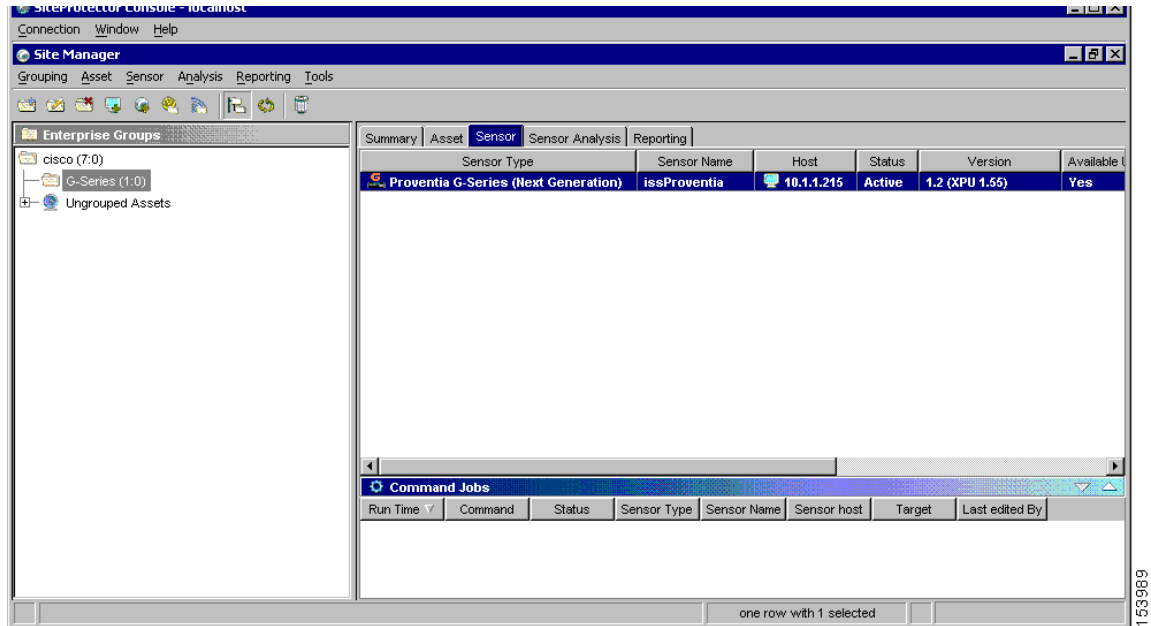 SiteProtector Console - localhost
Connection Window Help
Site Manager
Grouping Asset Sensor Analysis Reporting Tools
Enterprise Groups
cisco (7:0)
G-Series (1:0)
Ungrouped Assets
Summary Asset Sensor Sensor Analysis Reporting
Sensor Type Sensor Name Host Status Version Available
Proventia G-Series (Next Generation) issProventia 10.1.1.215 Active 1.2 (XPU 1.55) Yes
Command Jobs
Run Time Command Status Sensor Type Sensor Name Sensor host Target Last edited By
one row with 1 selected
153989